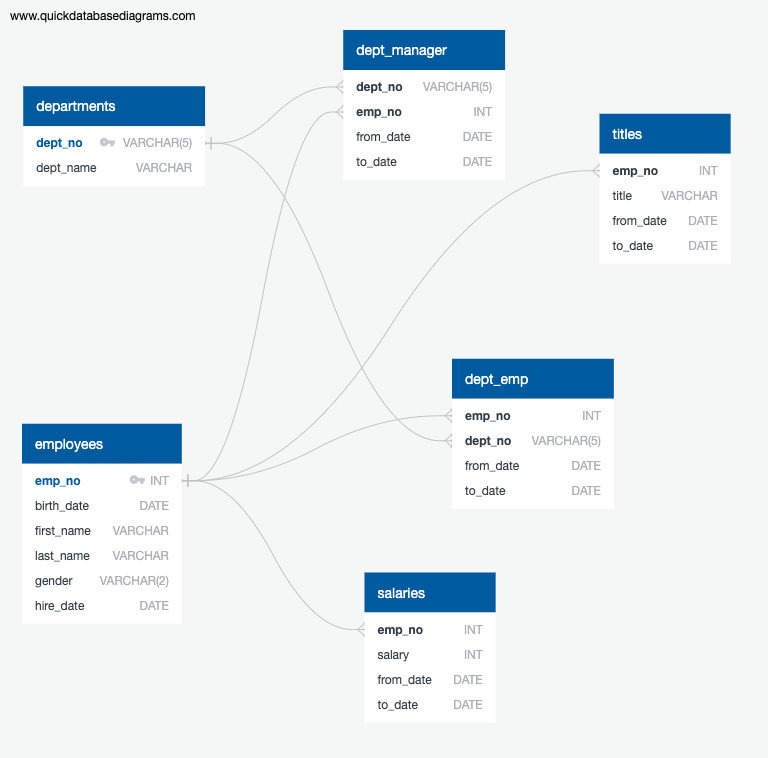 www.quickdatabasediagrams.com
dept_manager
dept_no VARCHAR(5)
emp_no INT
from_date DATE
to_date DATE
departments
dept_no VARCHAR(5)
dept_name VARCHAR
titles
emp_no INT
title VARCHAR
from_date DATE
to_date DATE
dept_emp
emp_no INT
dept_no VARCHAR(5)
from_date DATE
to_date DATE
employees
emp_no INT
birth_date DATE
first_name VARCHAR
last_name VARCHAR
gender VARCHAR(2)
hire_date DATE
salaries
emp_no INT
salary INT
from_date DATE
to_date DATE